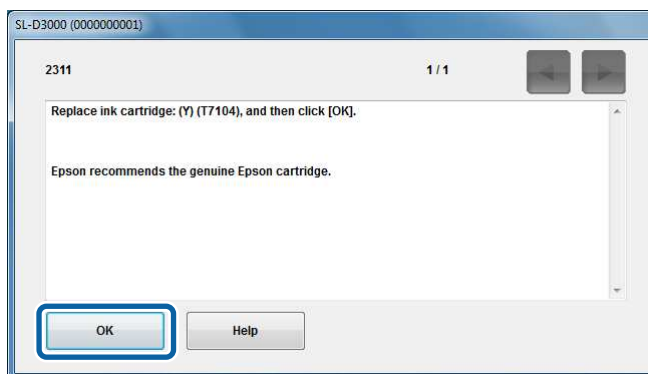 SL-D3000 (0000000001)
2311 1 / 1
Replace ink cartridge: (Y) (T7104), and then click [OK].
Epson recommends the genuine Epson cartridge.
OK Help